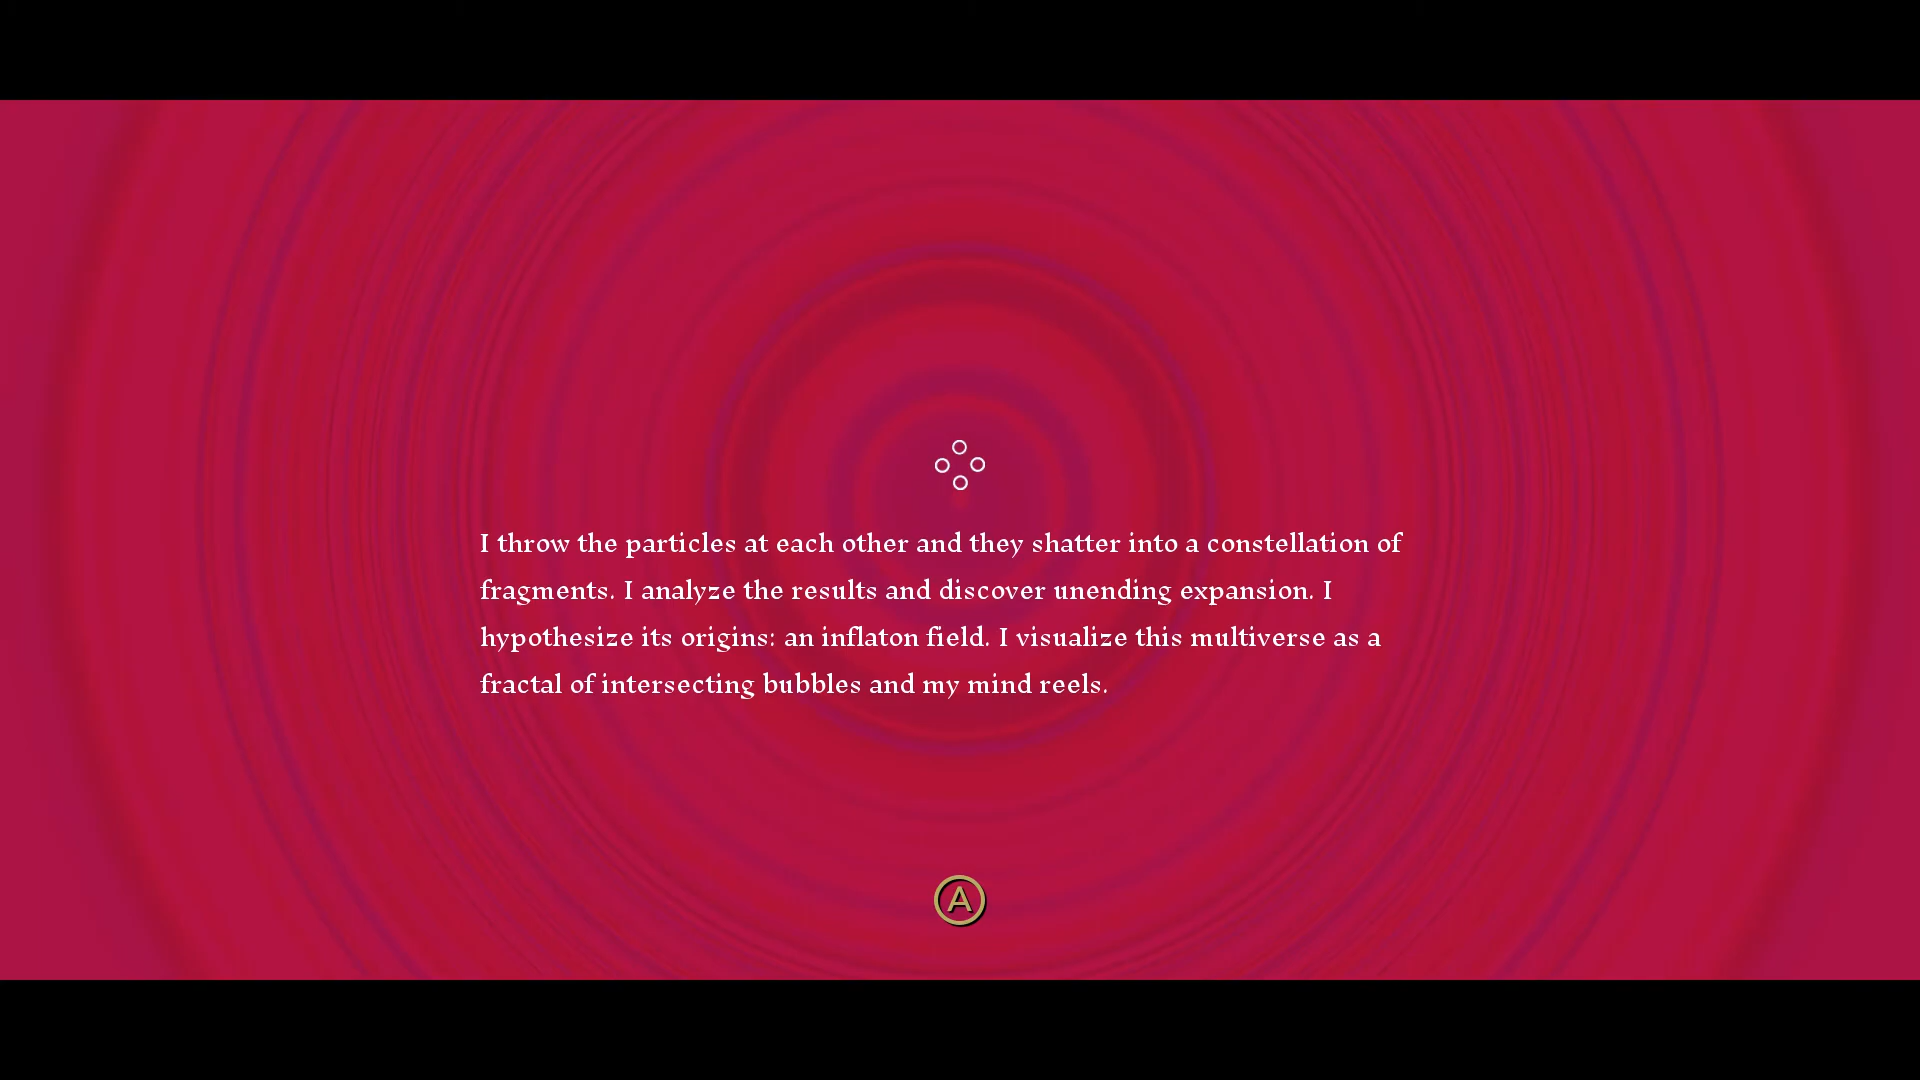 I throw the particles at each other and they shatter into a constellation of
fragments. I analyze the results and discover unending expansion. I
hypothesize its origins: an inflaton field. I visualize this multiverse as a
fractal of intersecting bubbles and my mind reels.
A